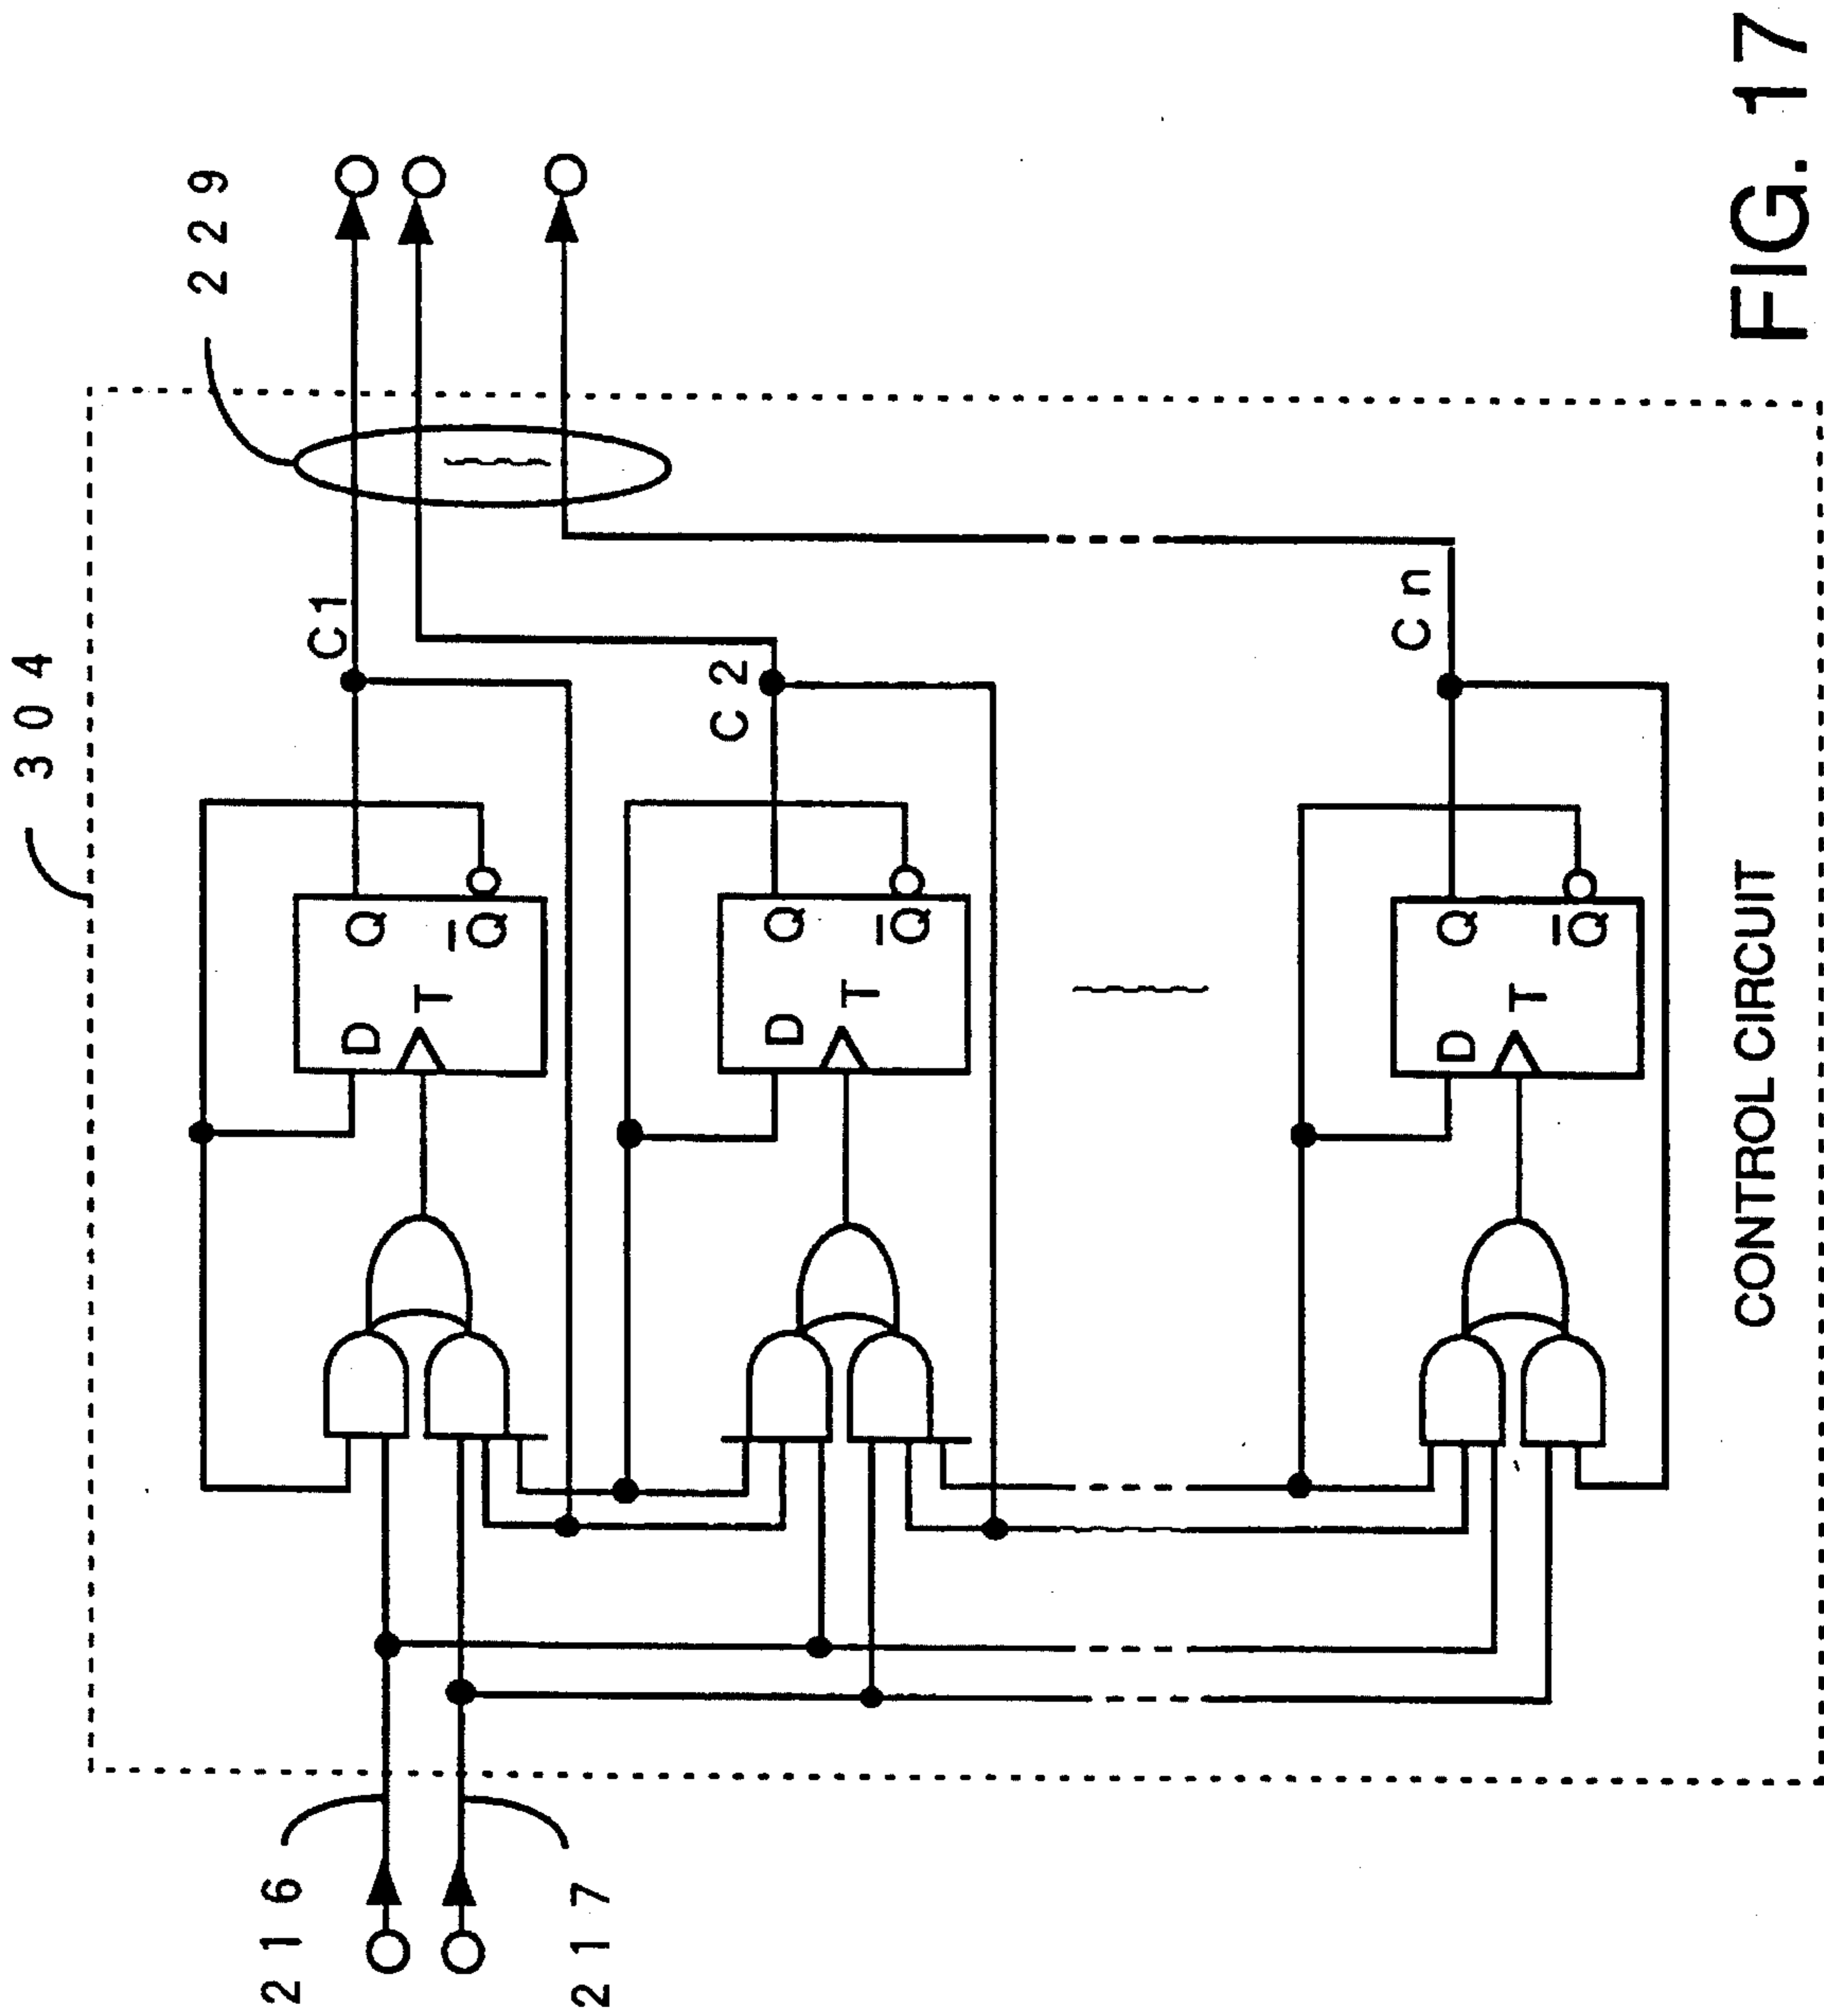 304
229
216
217
C1
D Q
T
Q̅
C2
D Q
T
Q̅
Cn
D Q
T
Q̅
CONTROL CIRCUIT
FIG. 17